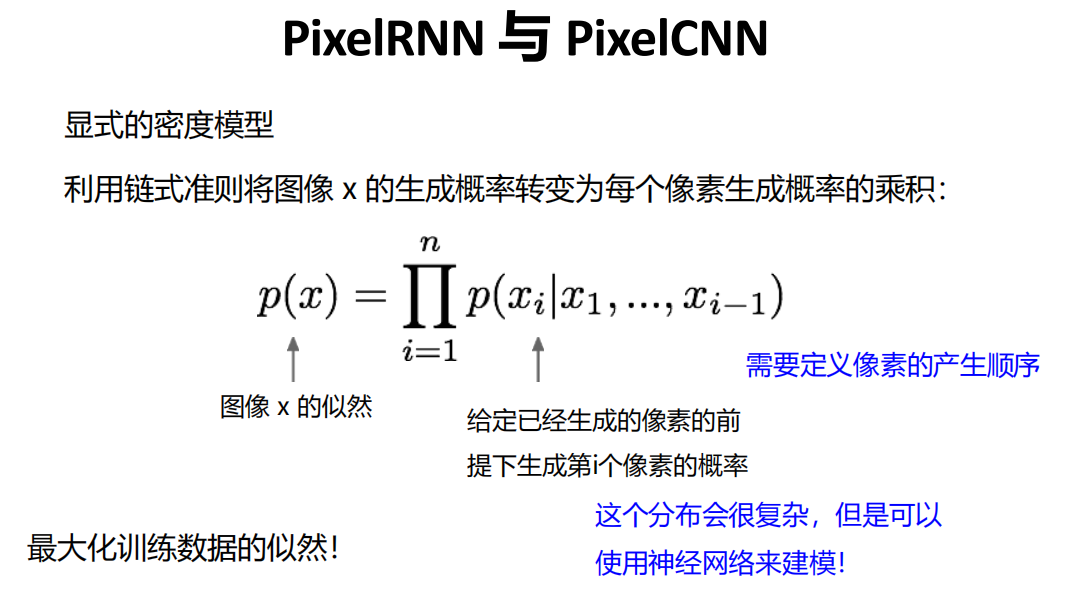 PixelRNN 与 PixelCNN
显式的密度模型
利用链式准则将图像 x 的生成概率转变为每个像素生成概率的乘积：
p(x) = ∏_{i=1}^{n} p(x_i|x_1, ..., x_{i-1})
需要定义像素的产生顺序
图像 x 的似然
给定已经生成的像素的前
提下生成第i个像素的概率
这个分布会很复杂，但是可以
使用神经网络来建模！
最大化训练数据的似然！